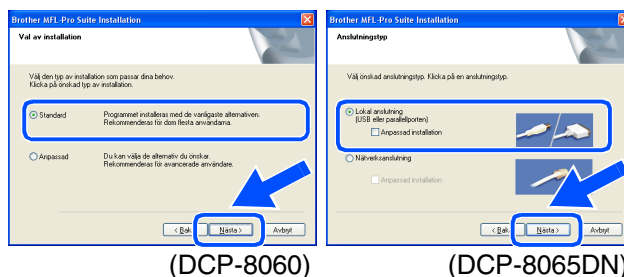 Brother MFL-Pro Suite Installation
Val av installation
Välj den typ av installation som passar dina behov.
Klicka på önskad typ av installation.
Standard
Programmet installeras med de vanligaste alternativen.
Rekommenderas för dom flesta användarna.
Anpassad
Du kan välja de alternativ du önskar.
Rekommenderas för avancerade användare.
< Bak
Nästa >
Avbryt
(DCP-8060)
Brother MFL-Pro Suite Installation
Anslutningstyp
Välj önskad anslutningstyp. Klicka på en anslutningstyp.
Lokal anslutning
(USB eller parallellporten)
Anpassad installation
Nätverksanslutning
Anpassad installation
< Bak
Nästa >
Avbryt
(DCP-8065DN)